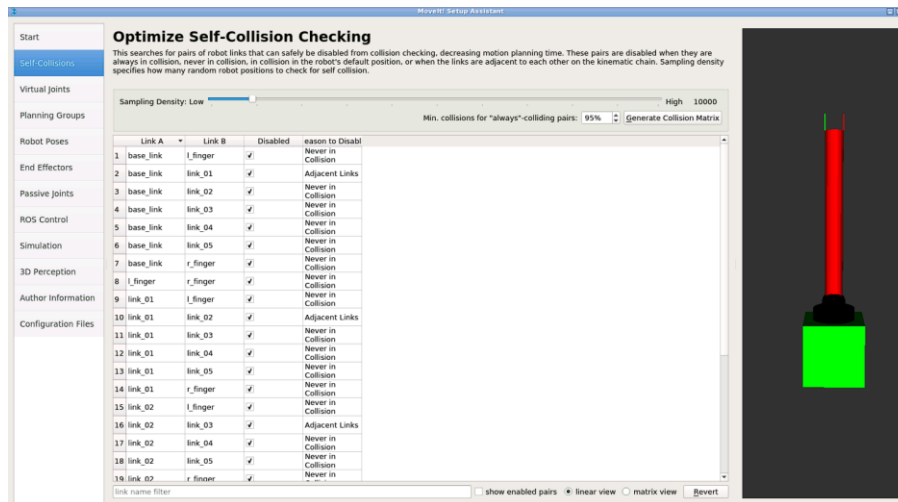 MoveIt! Setup Assistant
Start
Self-Collisions
Virtual Joints
Planning Groups
Robot Poses
End Effectors
Passive Joints
ROS Control
Simulation
3D Perception
Author Information
Configuration Files
Optimize Self-Collision Checking
This searches for pairs of robot links that can safely be disabled from collision checking, decreasing motion planning time. These pairs are disabled when they are
always in collision, never in collision, in collision in the robot's default position, or when the links are adjacent to each other on the kinematic chain. Sampling density
specifies how many random robot positions to check for self collision.
Sampling Density: Low High 10000
Min. collisions for "always"-colliding pairs: 95% Generate Collision Matrix
Link A Link B Disabled eason to Disabl
1 base_link l_finger Never in
Collision
2 base_link link_01 Adjacent Links
3 base_link link_02 Never in
Collision
4 base_link link_03 Never in
Collision
5 base_link link_04 Never in
Collision
6 base_link link_05 Never in
Collision
7 base_link r_finger Never in
Collision
8 l_finger r_finger Never in
Collision
9 link_01 l_finger Never in
Collision
10 link_01 link_02 Adjacent Links
11 link_01 link_03 Never in
Collision
12 link_01 link_04 Never in
Collision
13 link_01 link_05 Never in
Collision
14 link_01 r_finger Never in
Collision
15 link_02 l_finger Never in
Collision
16 link_02 link_03 Adjacent Links
17 link_02 link_04 Never in
Collision
18 link_02 link_05 Never in
Collision
19 link_02 r_finger Never in
link name filter show enabled pairs linear view matrix view Revert